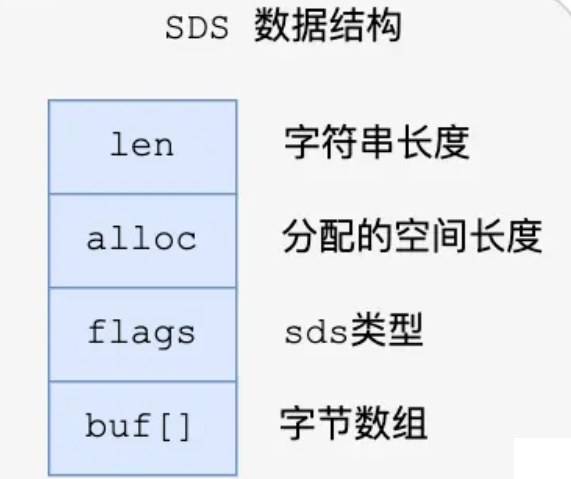 SDS 数据结构
len 字符串长度
alloc 分配的空间长度
flags sds类型
buf[] 字节数组